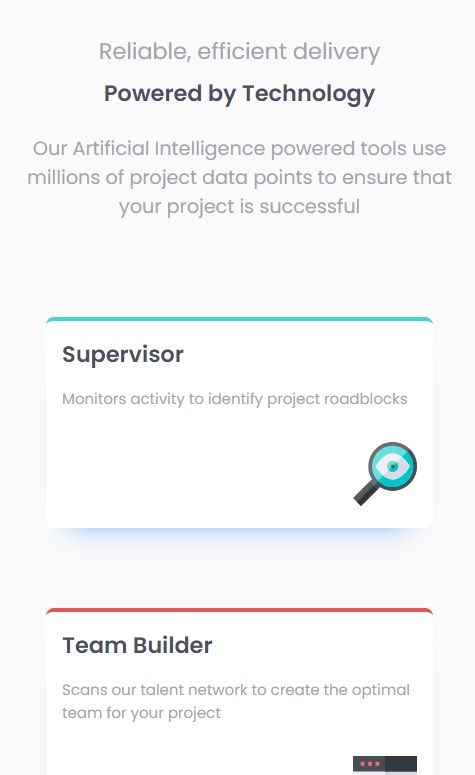 Reliable, efficient delivery
Powered by Technology
Our Artificial Intelligence powered tools use
millions of project data points to ensure that
your project is successful
Supervisor
Monitors activity to identify project roadblocks
Team Builder
Scans our talent network to create the optimal
team for your project